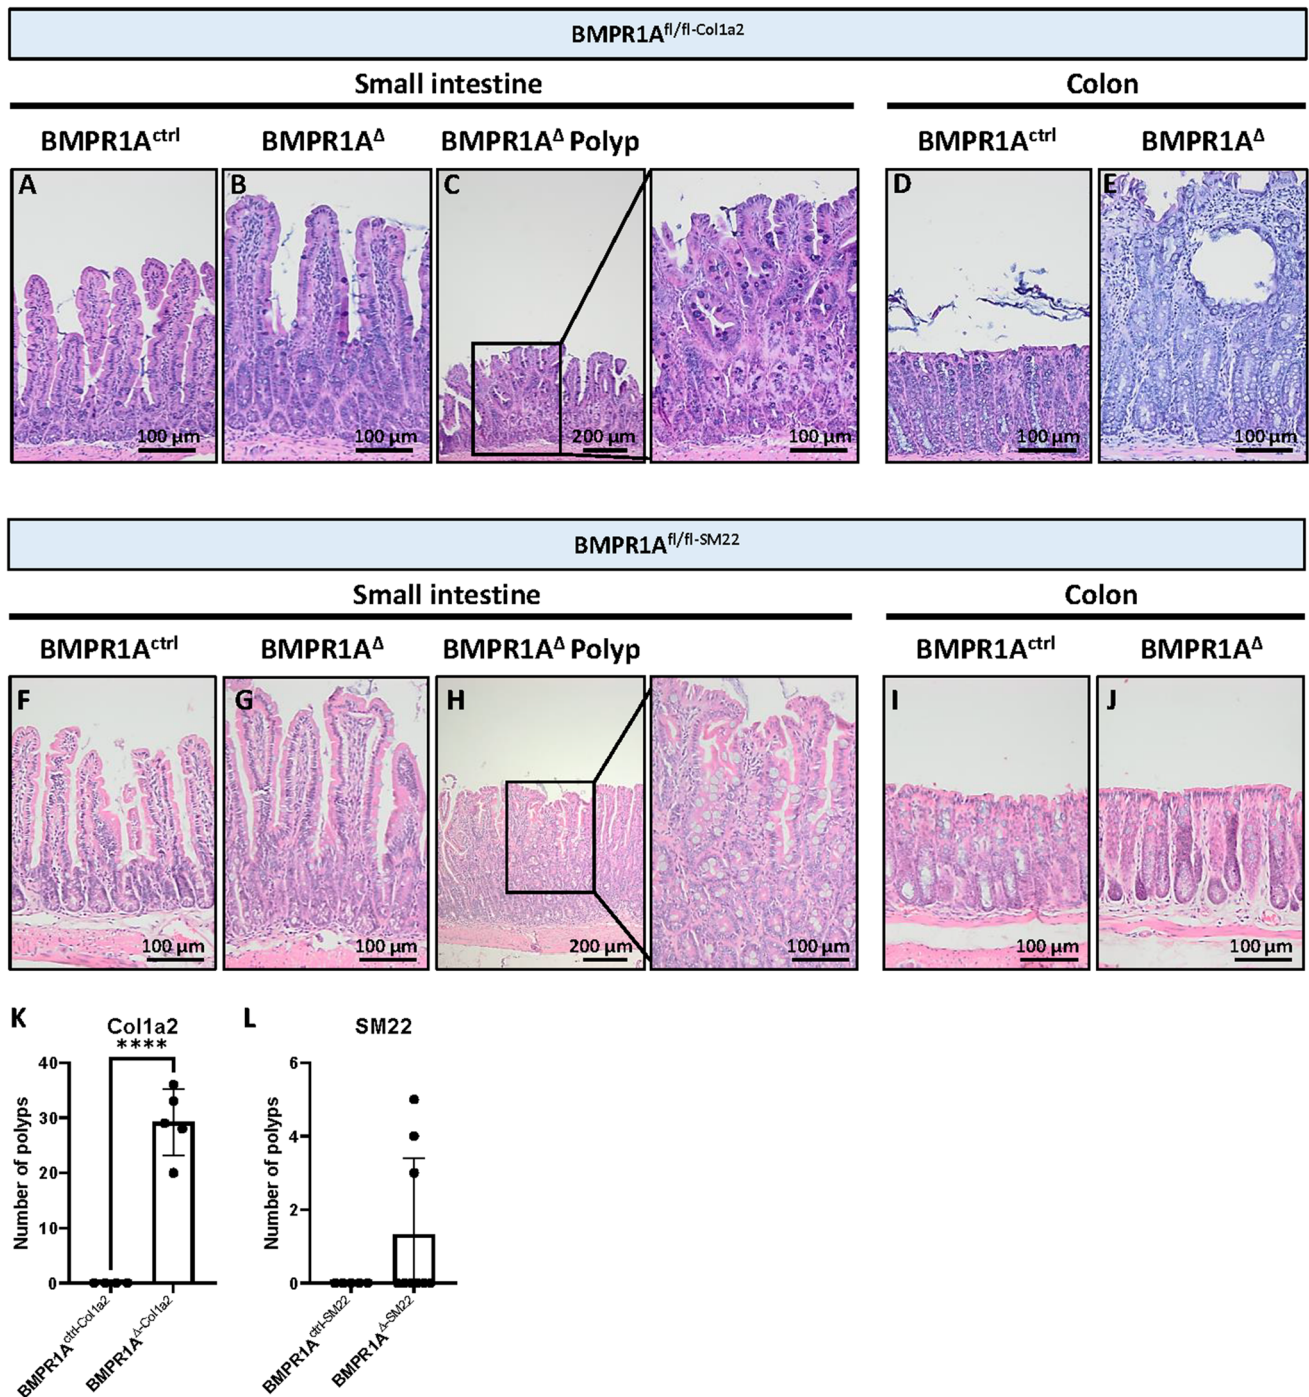 BMPR1A^fl/fl-Col1a2
Small intestine
Colon
BMPR1A^ctrl
BMPR1A^Δ
BMPR1A^Δ Polyp
BMPR1A^ctrl
BMPR1A^Δ
A
B
C
D
E
100 µm
100 µm
200 µm
100 µm
100 µm
100 µm
BMPR1A^fl/fl-SM22
Small intestine
Colon
BMPR1A^ctrl
BMPR1A^Δ
BMPR1A^Δ Polyp
BMPR1A^ctrl
BMPR1A^Δ
F
G
H
I
J
100 µm
100 µm
200 µm
100 µm
100 µm
100 µm
K
Col1a2
****
40
30
20
10
0
Number of polyps
BMPR1A^ctrl-Col1a2
BMPR1A^Δ-Col1a2
L
SM22
6
4
2
0
Number of polyps
BMPR1A^ctrl-SM22
BMPR1A^Δ-SM22